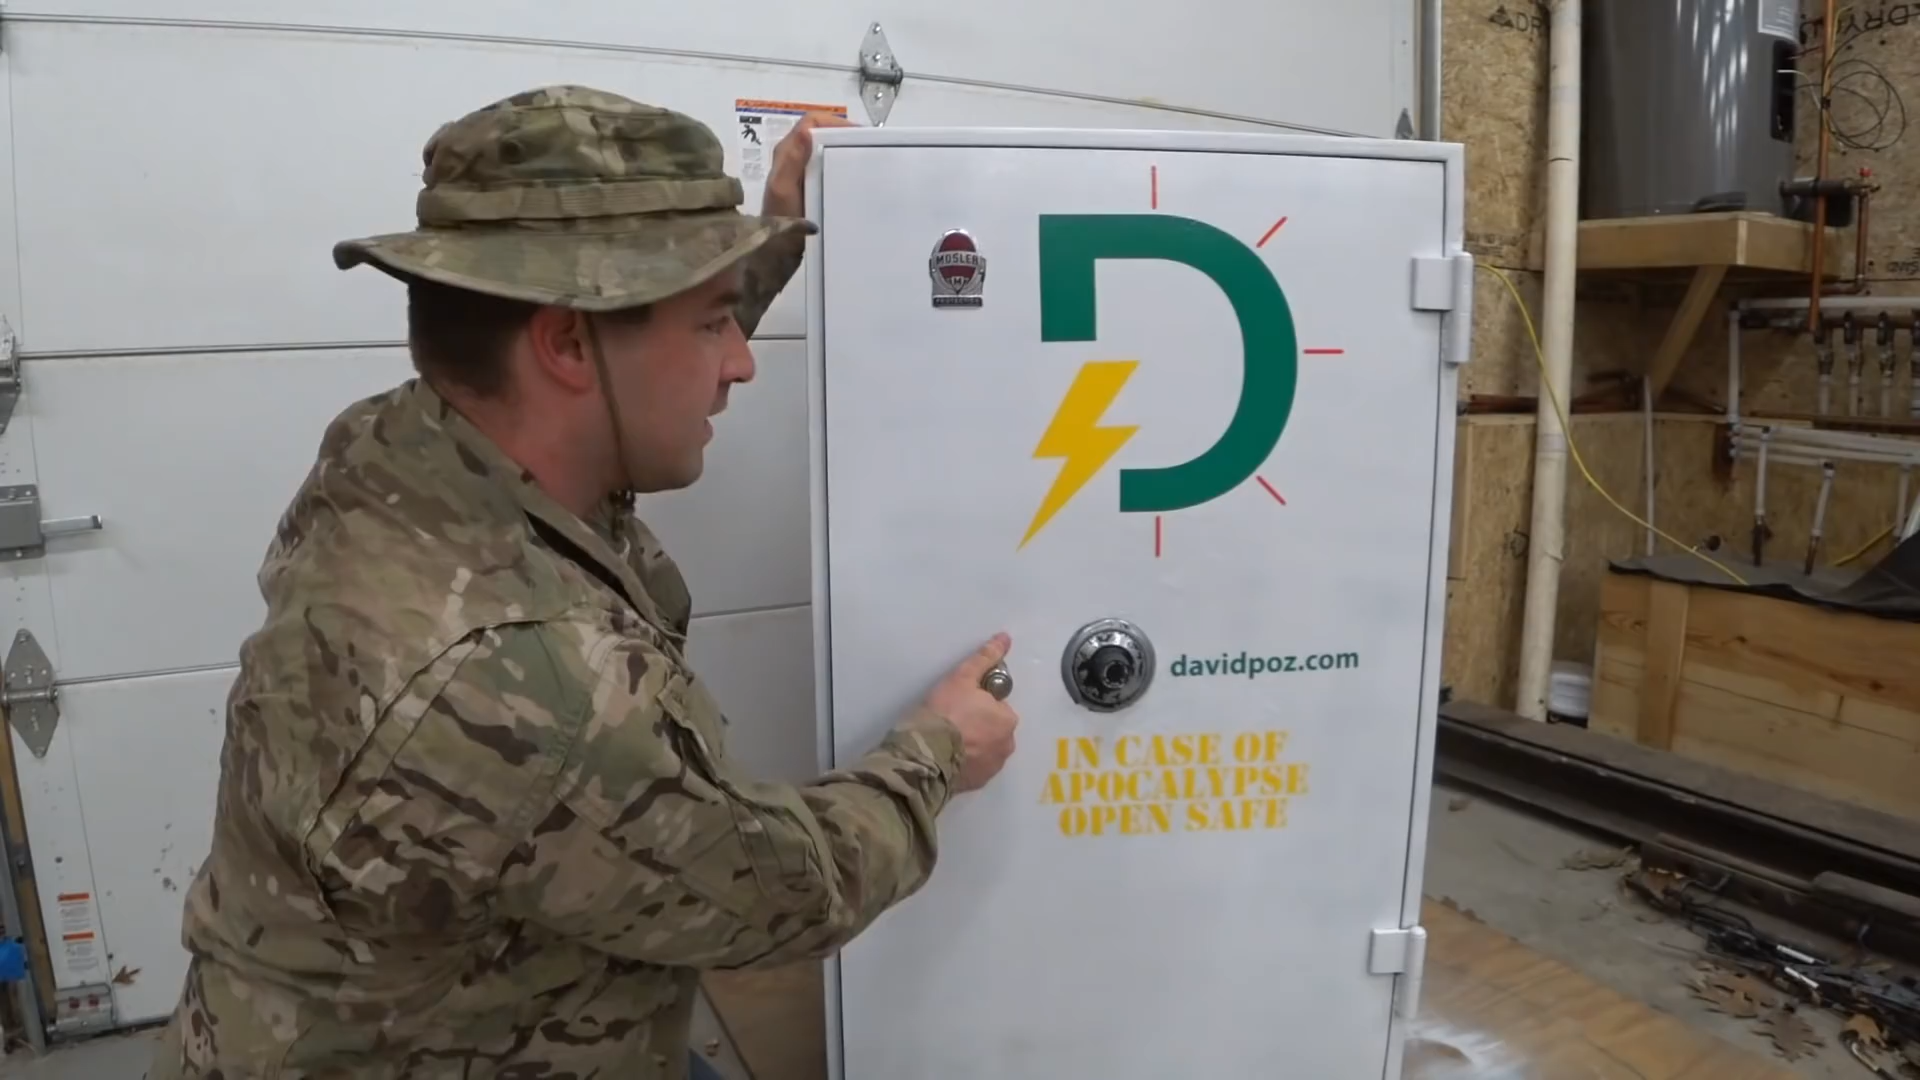 MOSLER
M
davidpoz.com
IN CASE OF
APOCALYPSE
OPEN SAFE